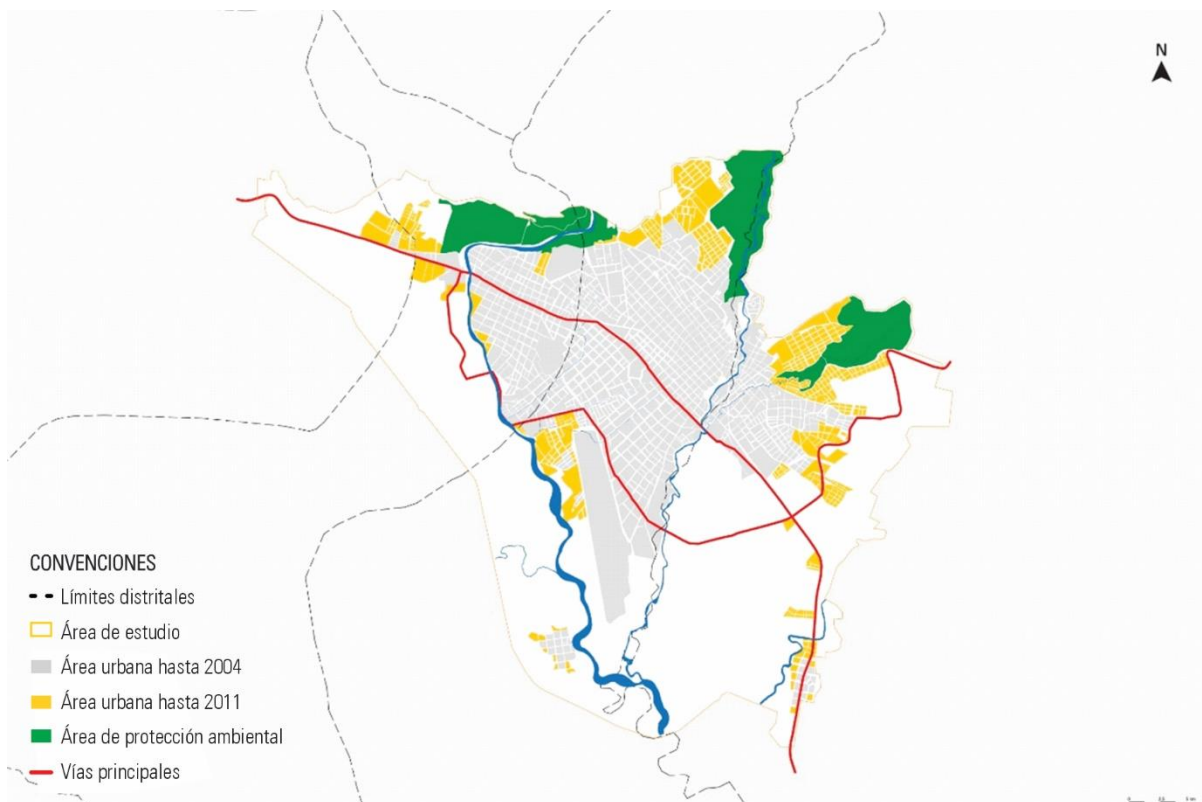 N
CONVENCIONES
Límites distritales
Área de estudio
Área urbana hasta 2004
Área urbana hasta 2011
Área de protección ambiental
Vías principales